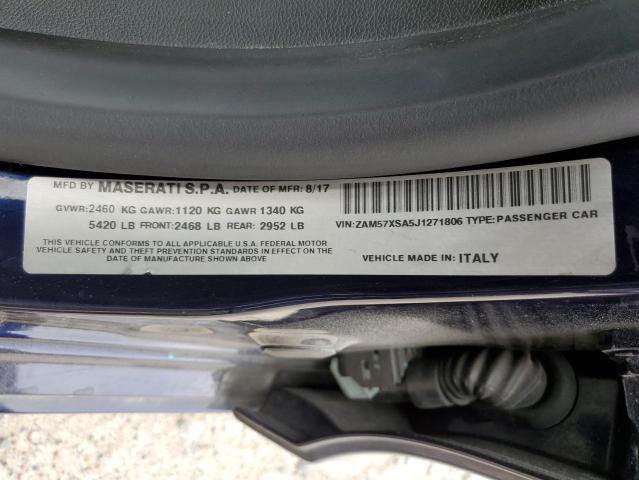 MFD BY MASERATI S.P.A. DATE OF MFR: 8/17
GVWR:2460 KG GAWR:1120 KG GAWR 1340 KG
5420 LB FRONT:2468 LB REAR: 2952 LB
THIS VEHICLE CONFORMS TO ALL APPLICABLE U.S. FEDERAL MOTOR
VEHICLE SAFETY, BUMPER, AND THEFT PREVENTION STANDARDS IN EFFECT ON THE
DATE OF MANUFACTURE SHOWN ABOVE
VIN:ZAM57XSA5J1271806 TYPE:PASSENGER CAR
VEHICLE MADE IN: ITALY